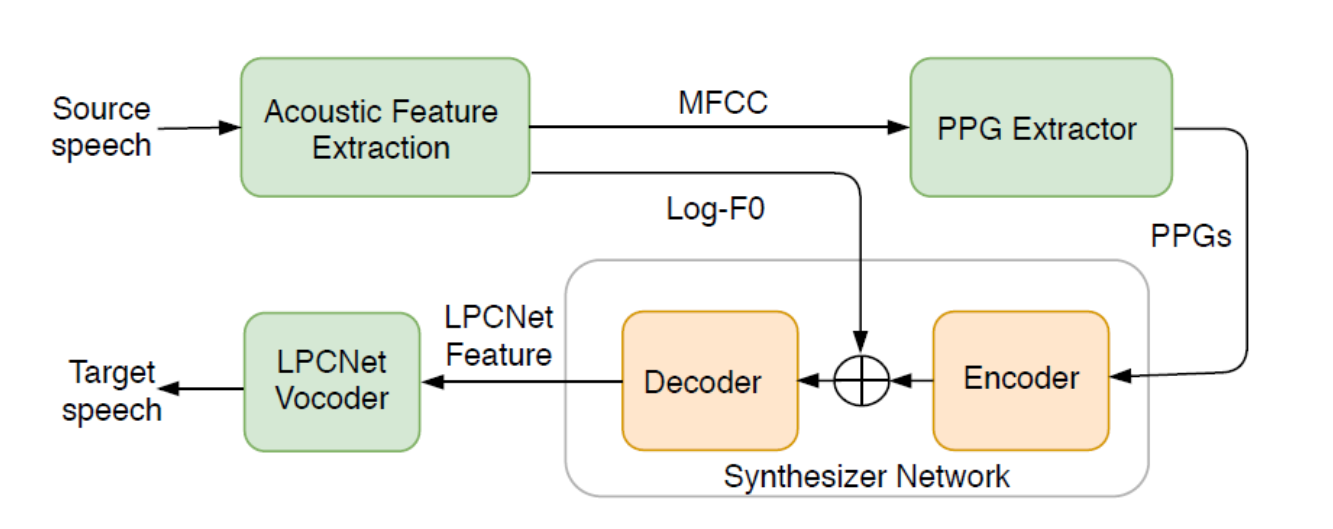 Source
speech
Acoustic Feature
Extraction
MFCC
PPG Extractor
Log-F0
PPGs
LPCNet
Feature
Target
speech
LPCNet
Vocoder
Decoder
Encoder
Synthesizer Network